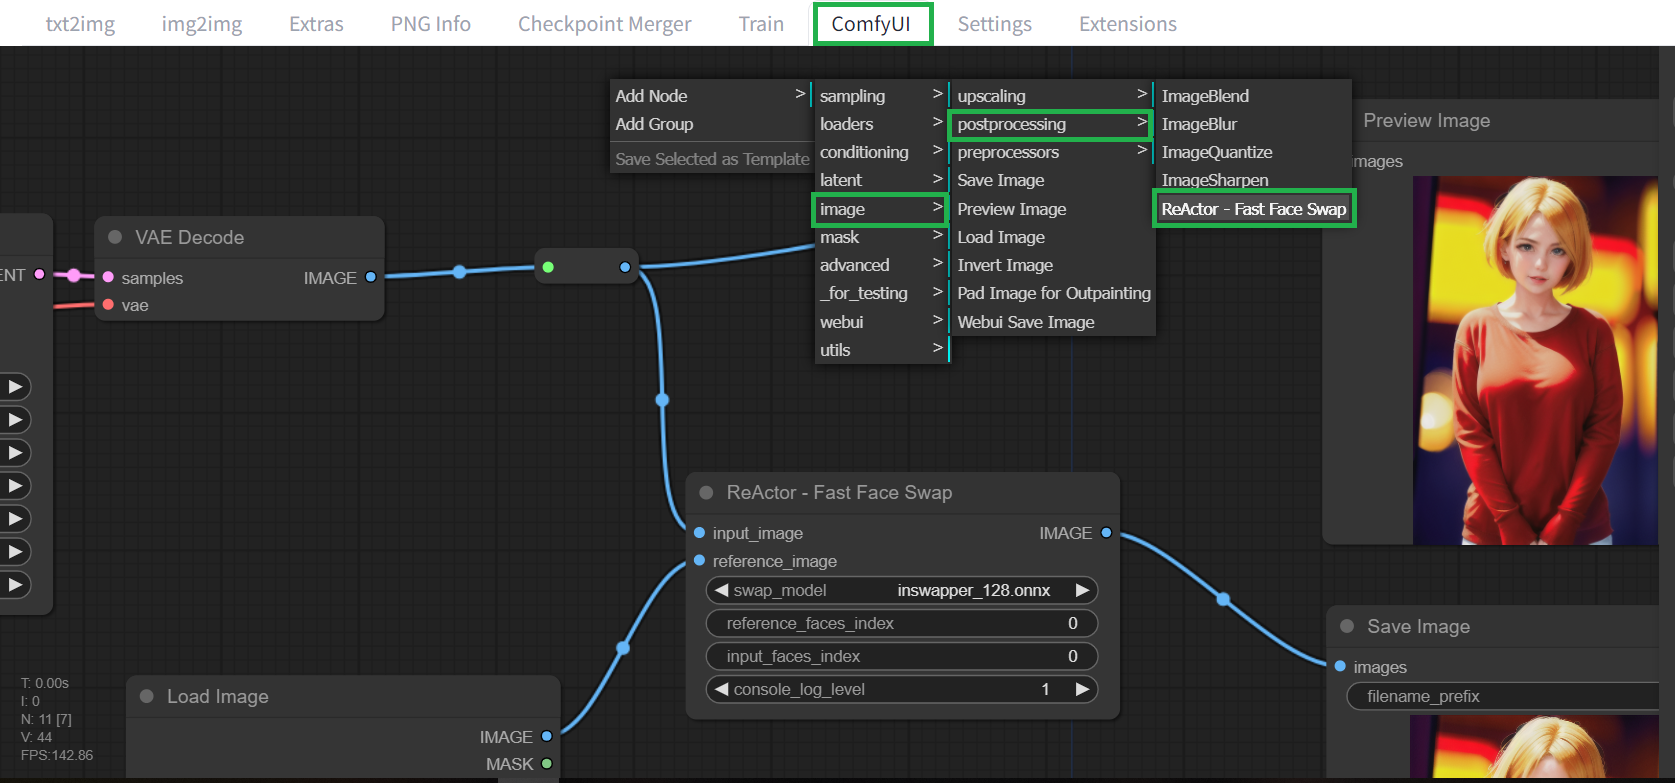 txt2img img2img Extras PNG Info Checkpoint Merger Train ComfyUI Settings Extensions
Add Node >
Add Group
Save Selected as Template
sampling >
loaders >
conditioning >
latent >
image >
mask >
advanced >
_for_testing >
webui >
utils >
upscaling >
postprocessing >
preprocessors >
Save Image
Preview Image
Load Image
Invert Image
Pad Image for Outpainting
Webui Save Image
ImageBlend
ImageBlur
ImageQuantize
ImageSharpen
ReActor - Fast Face Swap
Preview Image
images
ENT
VAE Decode
samples IMAGE
vae
ReActor - Fast Face Swap
input_image IMAGE
reference_image
swap_model inswapper_128.onnx
reference_faces_index 0
input_faces_index 0
console_log_level 1
Save Image
images
filename_prefix
Load Image
IMAGE
MASK
T: 0.00s
I: 0
N: 11 [7]
V: 44
FPS:142.86